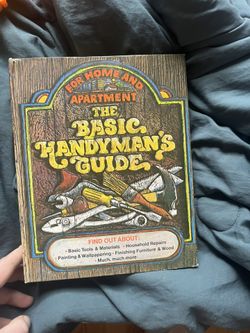 FOR HOME AND
APARTMENT
THE
BASIC
HANDYMAN'S
GUIDE
FIND OUT ABOUT:
• Basic Tools & Materials • Household Repairs
• Painting & Wallpapering • Finishing Furniture & Wood
• Much, much more